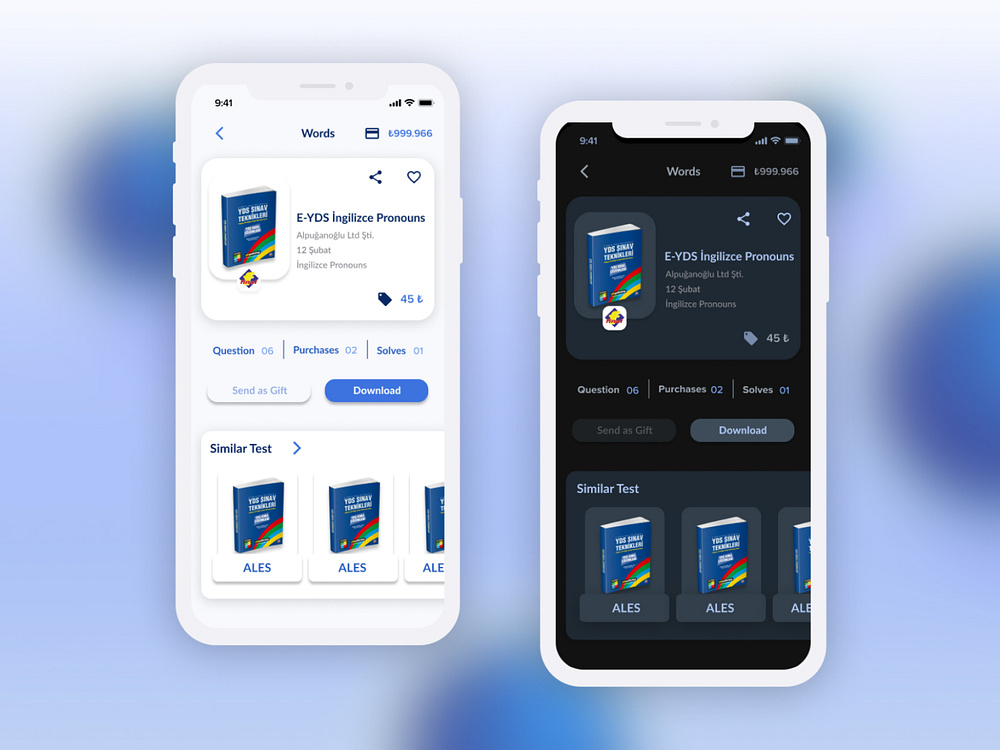 9:41
Words
₺999.966
YDS SINAV
TEKNİKLERİ
E-YDS İngilizce Pronouns
Alpuğanoğlu Ltd Şti.
12 Şubat
İngilizce Pronouns
45 ₺
Question 06
Purchases 02
Solves 01
Send as Gift
Download
Similar Test
YDS SINAV
TEKNİKLERİ
YDS SINAV
TEKNİKLERİ
ALES
ALES
ALE
9:41
Words
₺999.966
YDS SINAV
TEKNİKLERİ
E-YDS İngilizce Pronouns
Alpuğanoğlu Ltd Şti.
12 Şubat
İngilizce Pronouns
45 ₺
Question 06
Purchases 02
Solves 01
Send as Gift
Download
Similar Test
YDS SINAV
TEKNİKLERİ
YDS SINAV
TEKNİKLERİ
ALES
ALES
ALE